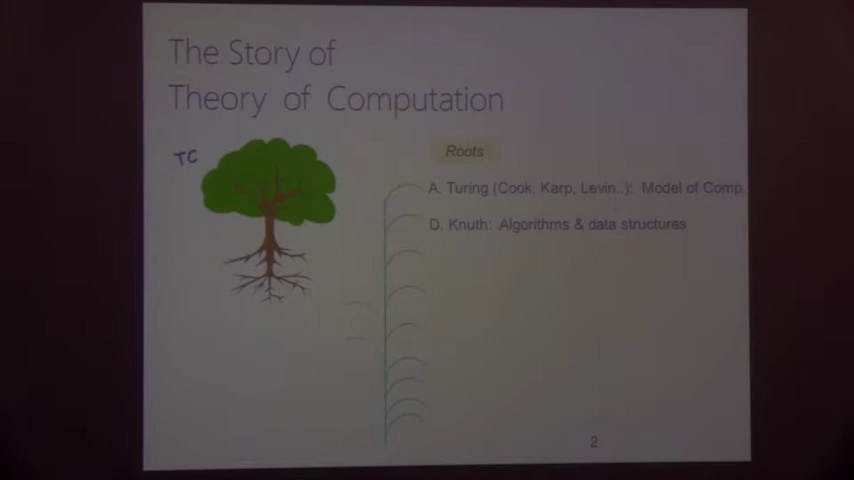 The Story of
Theory of Computation
TC
Roots
A. Turing (Cook, Karp, Levin..): Model of Comp.
D. Knuth: Algorithms & data structures
2